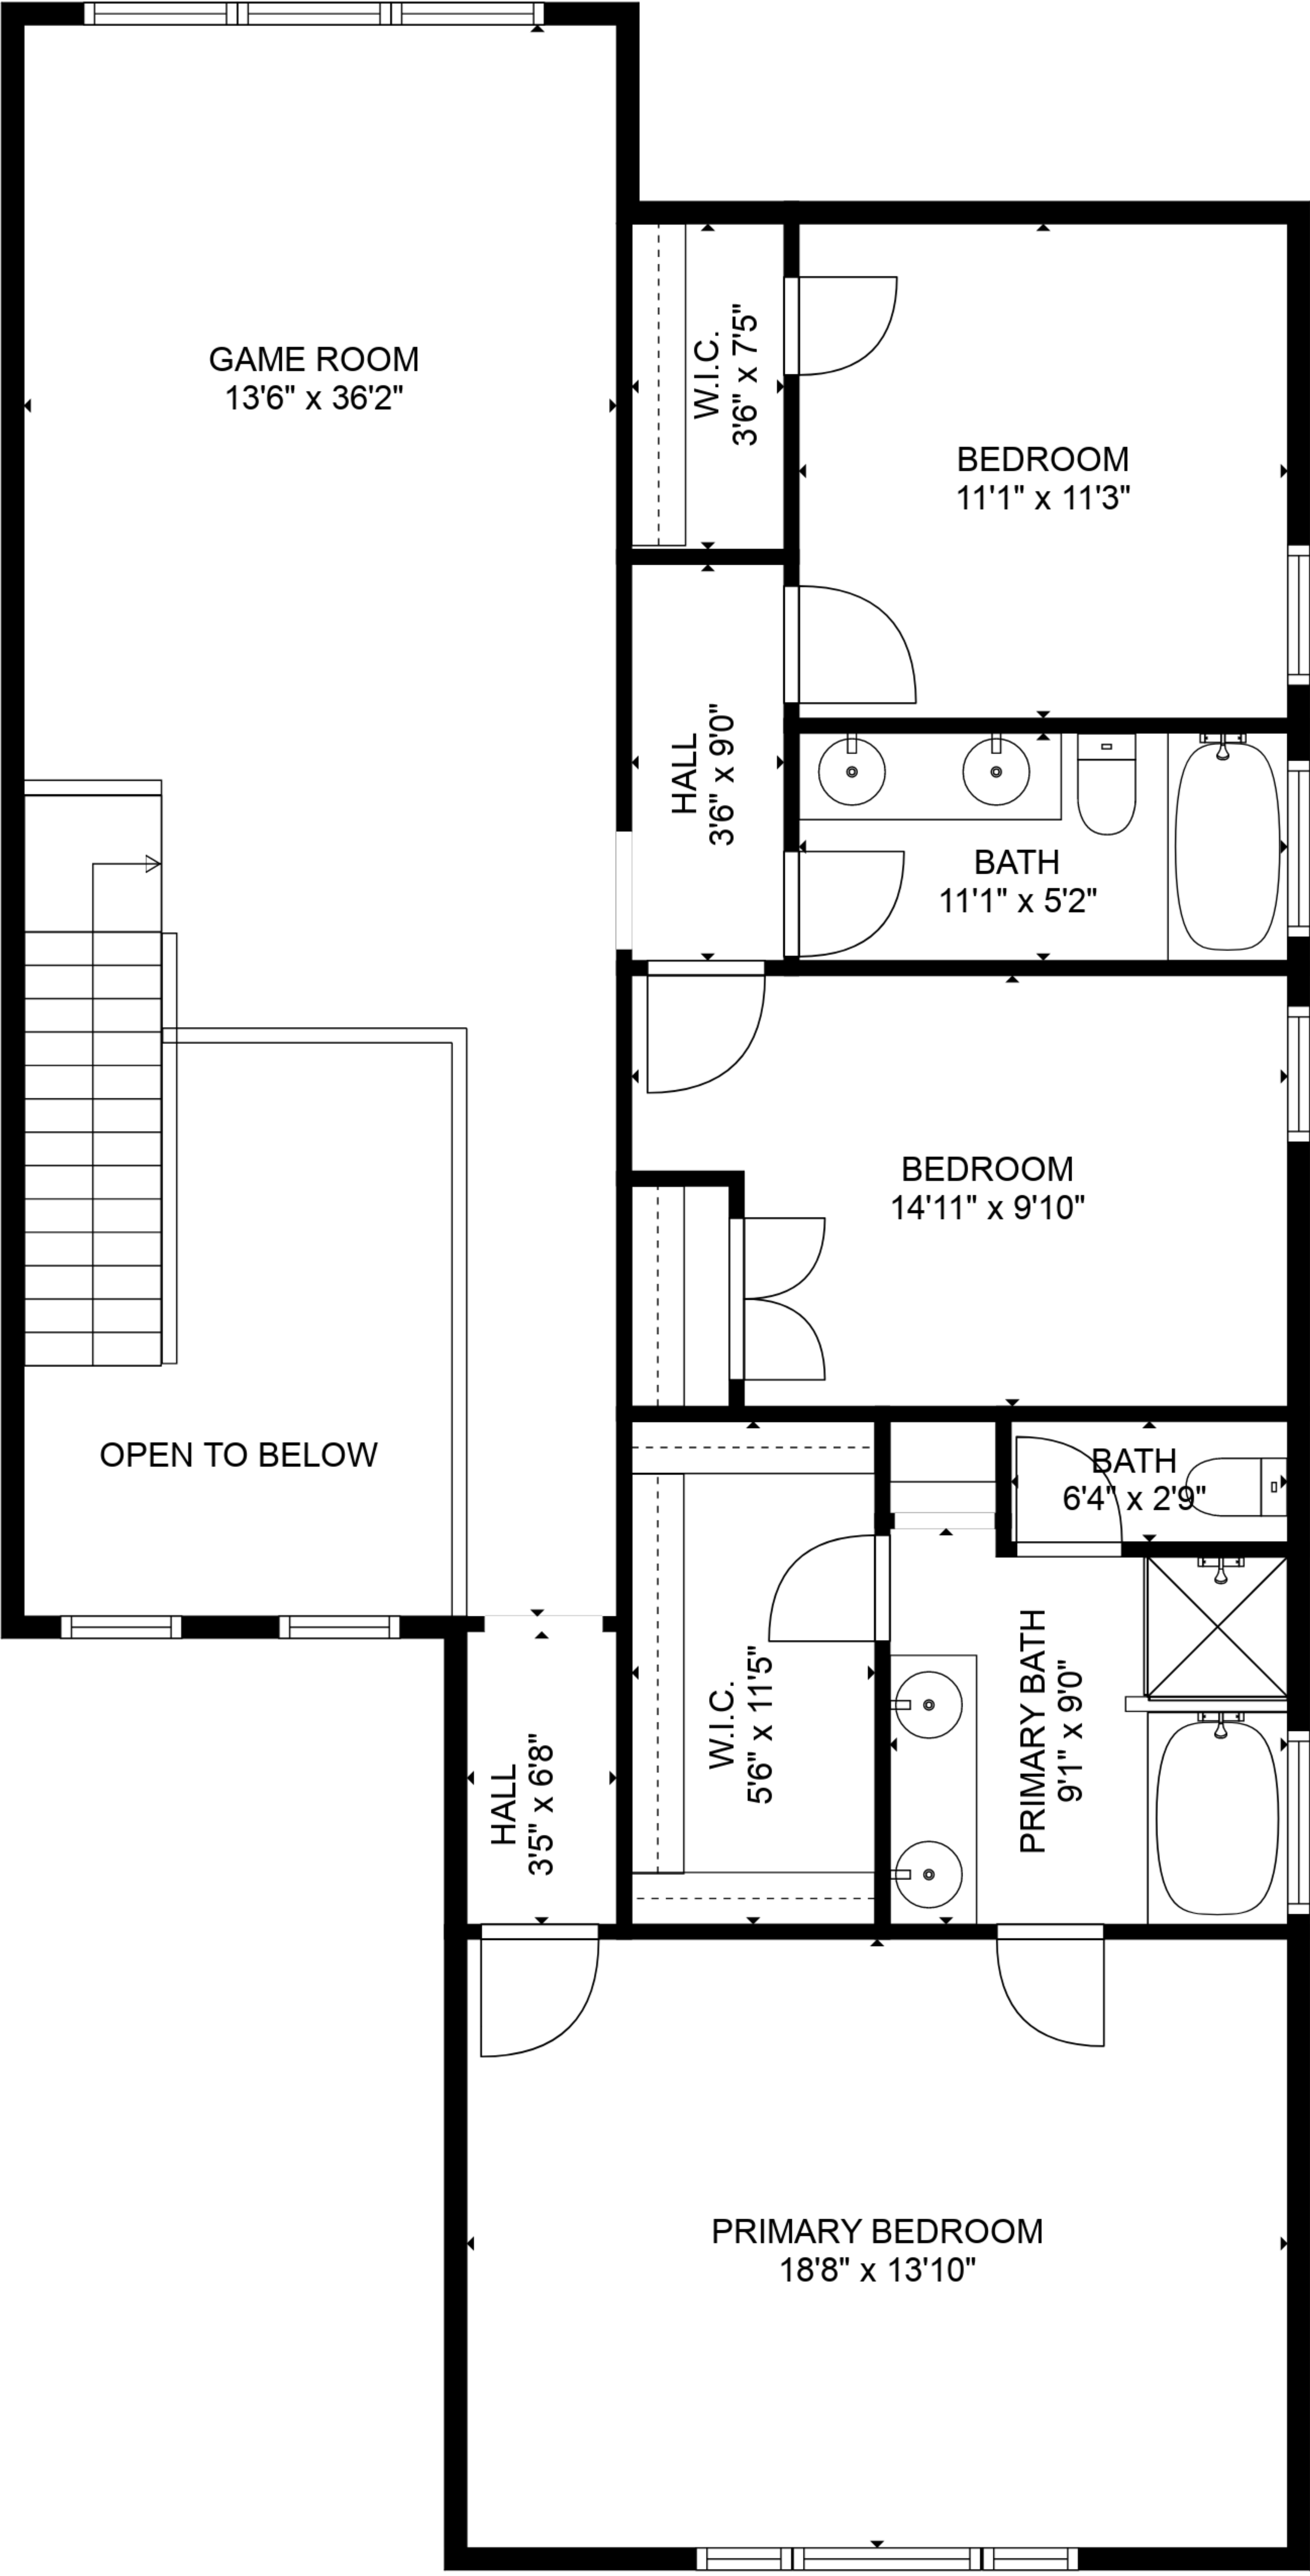 GAME ROOM
13'6" x 36'2"
W.I.C.
3'6" x 7'5"
BEDROOM
11'1" x 11'3"
HALL
3'6" x 9'0"
BATH
11'1" x 5'2"
BEDROOM
14'11" x 9'10"
OPEN TO BELOW
BATH
6'4" x 2'9"
W.I.C.
5'6" x 11'5"
PRIMARY BATH
9'1" x 9'0"
HALL
3'5" x 6'8"
PRIMARY BEDROOM
18'8" x 13'10"